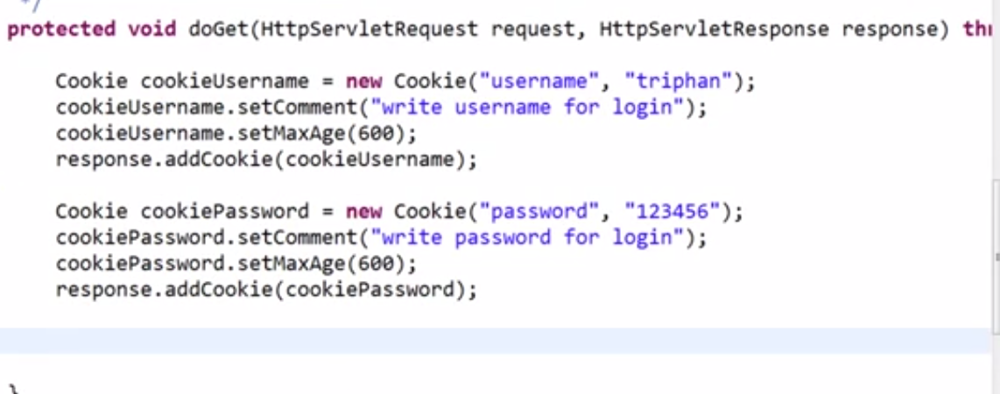 */
protected void doGet(HttpServletRequest request, HttpServletResponse response)
Cookie cookieUsername = new Cookie("username", "triphan");
cookieUsername.setComment("write username for login");
cookieUsername.setMaxAge(600);
response.addCookie(cookieUsername);
Cookie cookiePassword = new Cookie("password", "123456");
cookiePassword.setComment("write password for login");
cookiePassword.setMaxAge(600);
response.addCookie(cookiePassword);
}